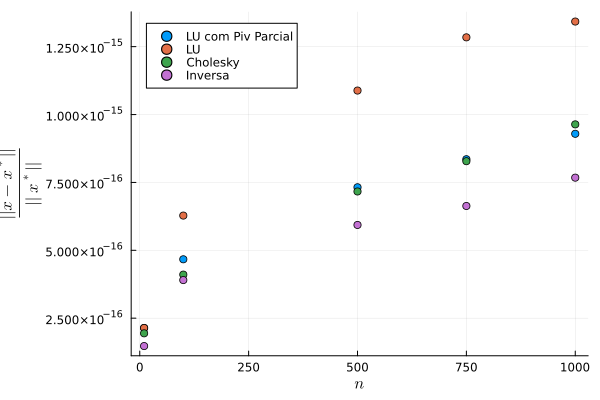 LU com Piv Parcial
LU
Cholesky
Inversa
1.250×10⁻¹⁵
1.000×10⁻¹⁵
7.500×10⁻¹⁶
5.000×10⁻¹⁶
2.500×10⁻¹⁶
||x − x*||
||x*||
0 250 500 750 1000
n